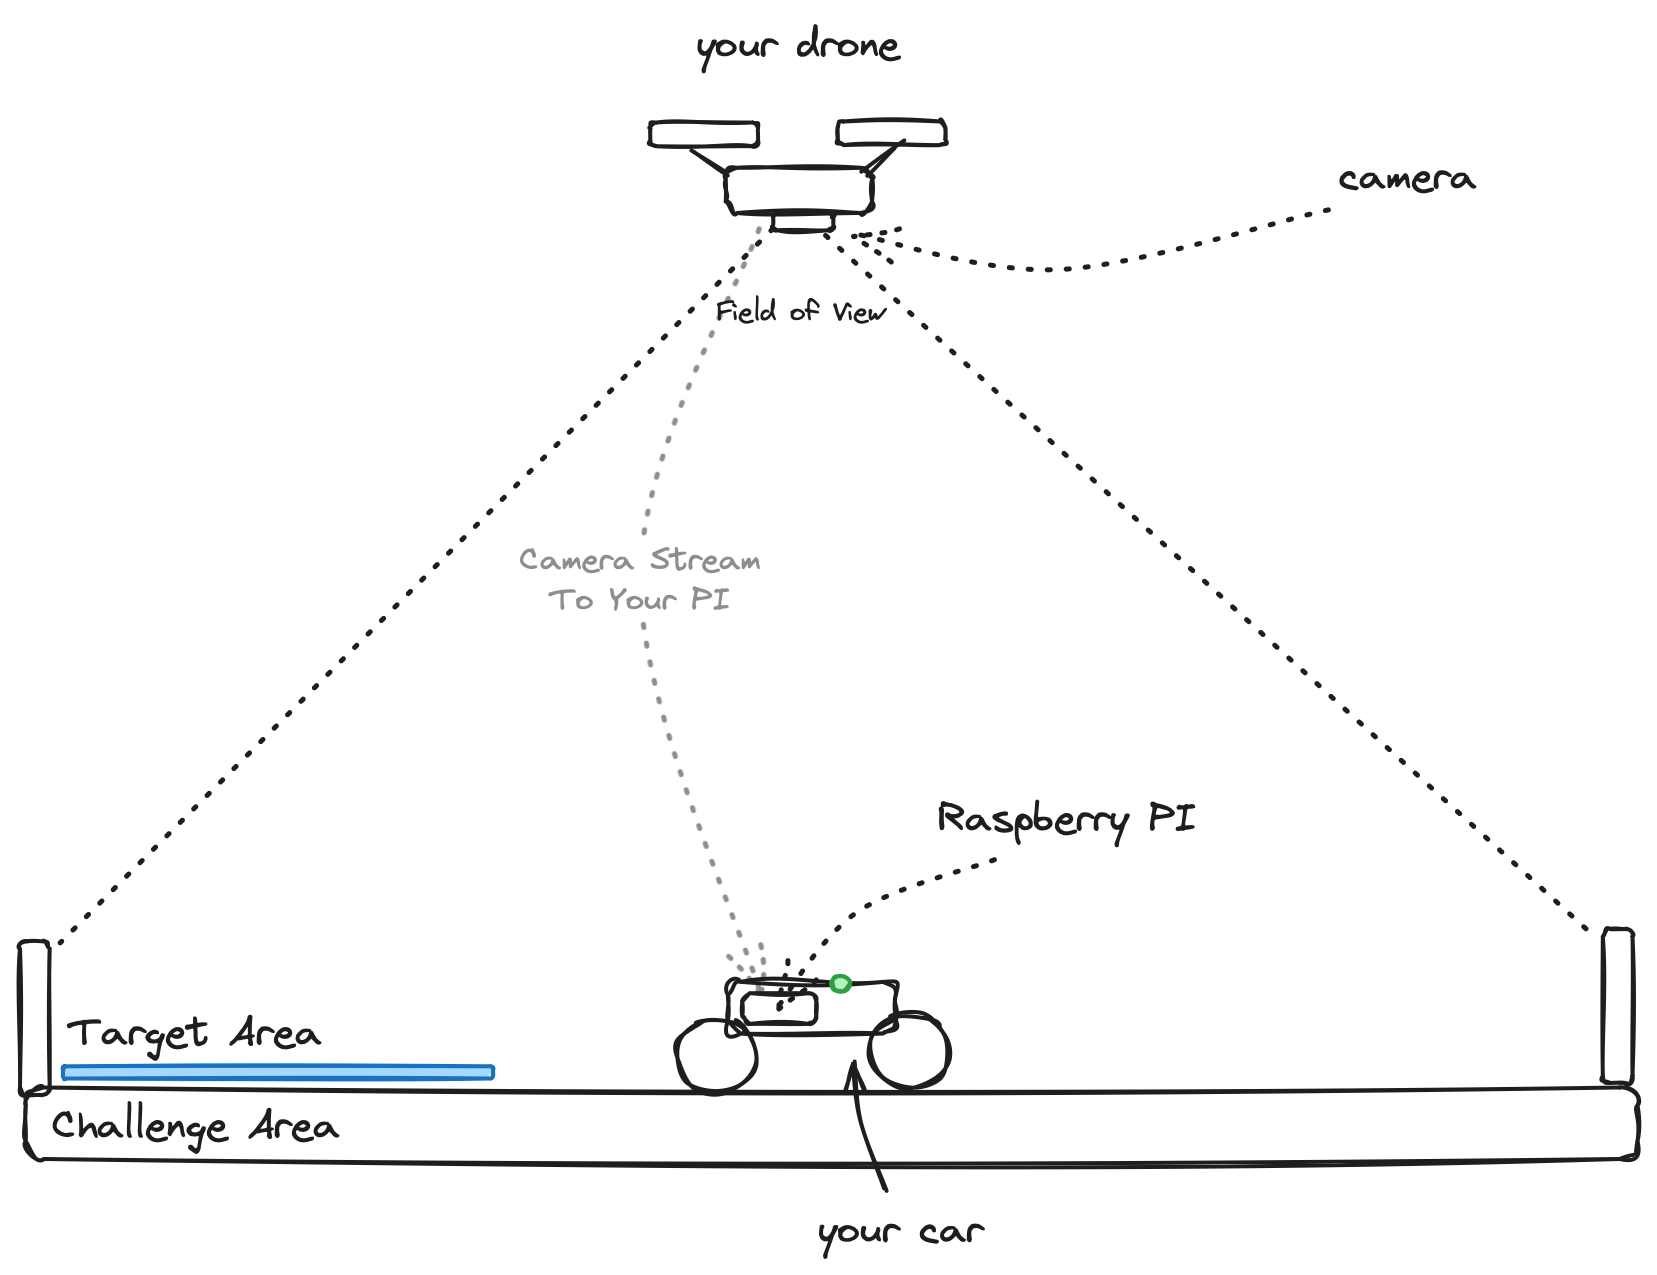 your drone
camera
Field of View
Camera Stream
To Your PI
Raspberry PI
Target Area
Challenge Area
your car